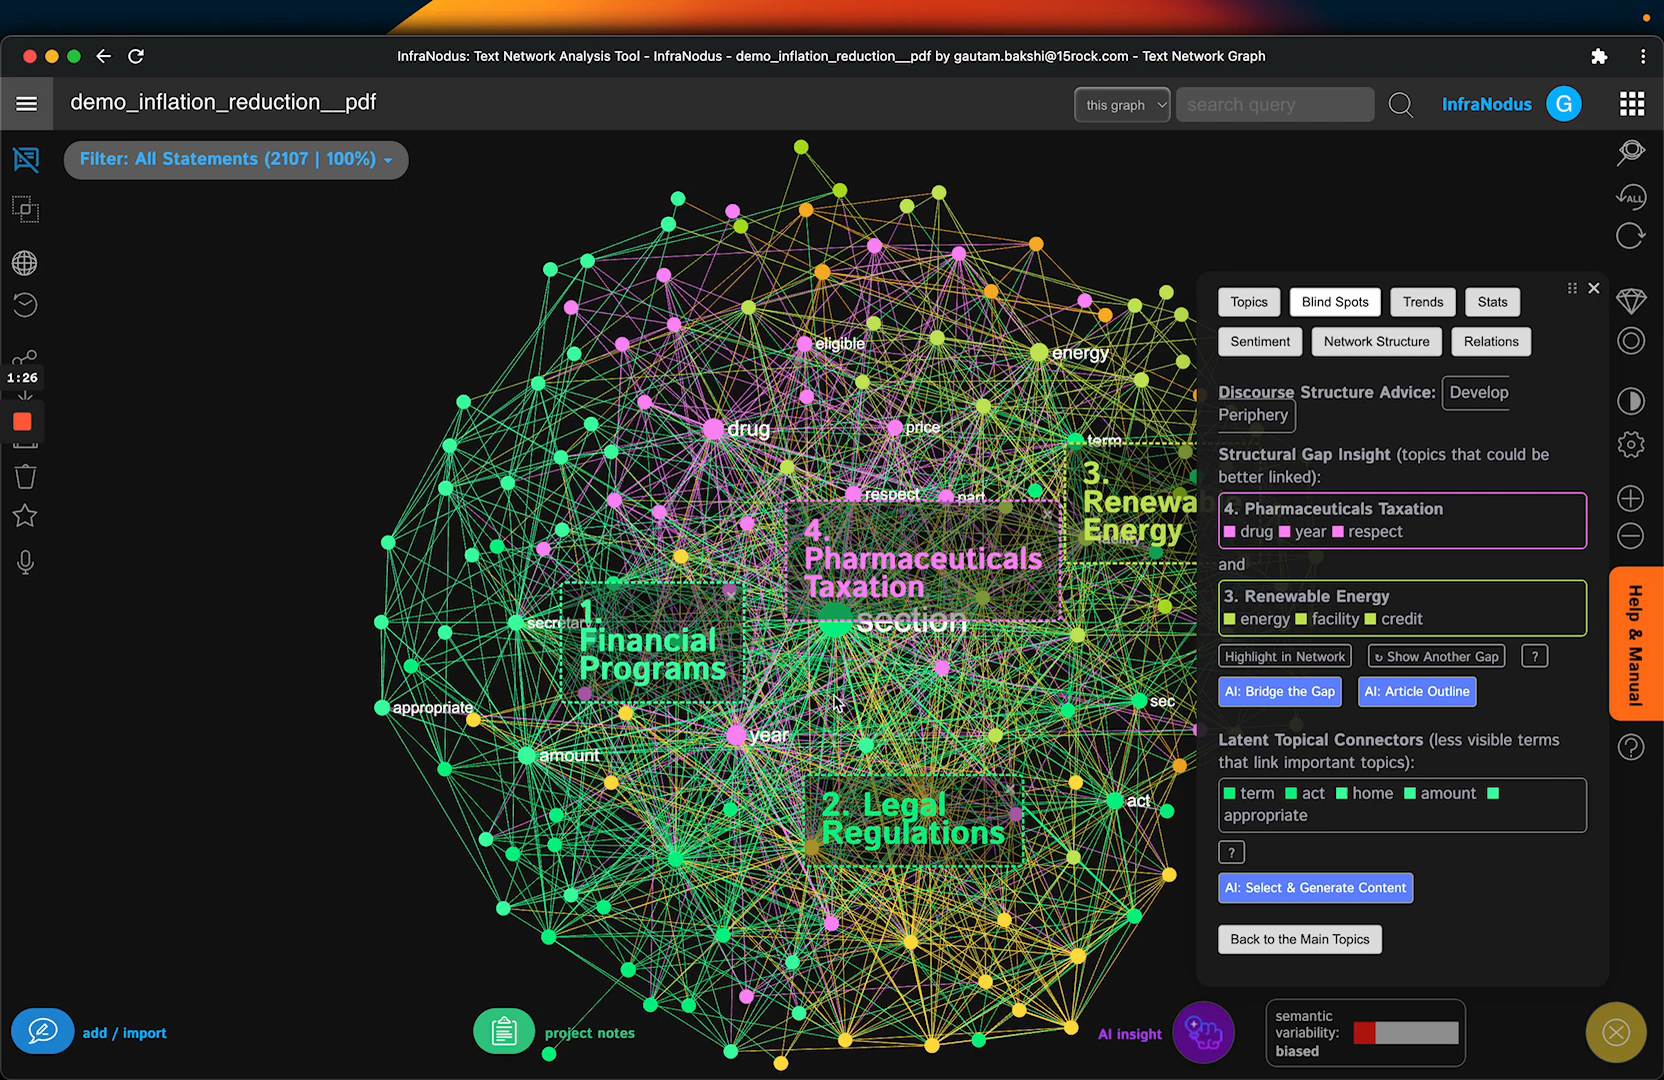 InfraNodus: Text Network Analysis Tool - InfraNodus - demo_inflation_reduction__pdf by gautam.bakshi@15rock.com - Text Network Graph
demo_inflation_reduction__pdf
this graph
search query
InfraNodus
G
Filter: All Statements (2107 | 100%)
ALL
1:26
eligible
energy
drug
price
term
respect
part
3.
Renewable
Energy
4.
Pharmaceuticals
Taxation
section
secretary
1.
Financial
Programs
appropriate
year
sec
amount
act
2. Legal
Regulations
Topics
Blind Spots
Trends
Stats
Sentiment
Network Structure
Relations
Discourse Structure Advice: Develop
Periphery
Structural Gap Insight (topics that could be
better linked):
4. Pharmaceuticals Taxation
drug year respect
and
3. Renewable Energy
energy facility credit
Highlight in Network
↻ Show Another Gap
?
AI: Bridge the Gap
AI: Article Outline
Latent Topical Connectors (less visible terms
that link important topics):
term act home amount
appropriate
?
AI: Select & Generate Content
Back to the Main Topics
Help & Manual
?
add / import
project notes
AI insight
semantic
variability:
biased